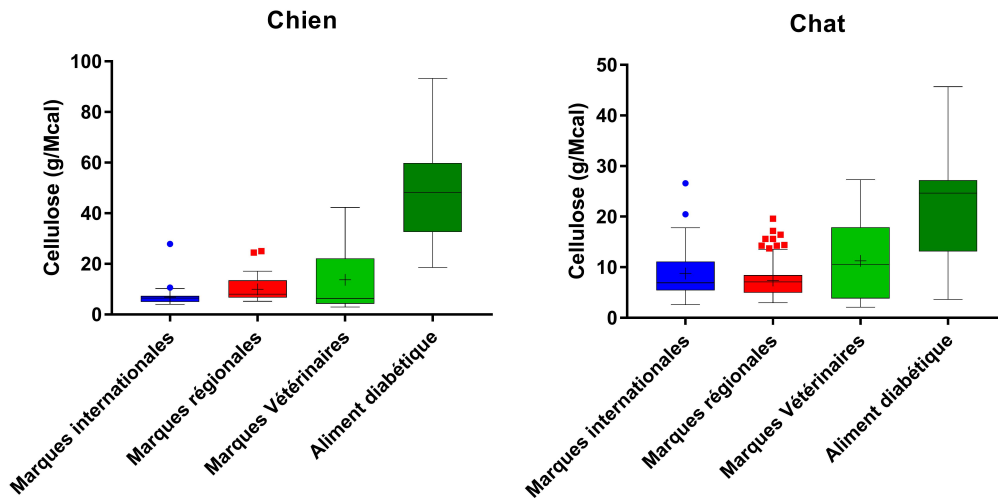 Chien
Cellulose (g/Mcal)
100
80
60
40
20
0
Marques internationales
Marques régionales
Marques Vétérinaires
Aliment diabétique
Chat
Cellulose (g/Mcal)
50
40
30
20
10
0
Marques internationales
Marques régionales
Marques Vétérinaires
Aliment diabétique